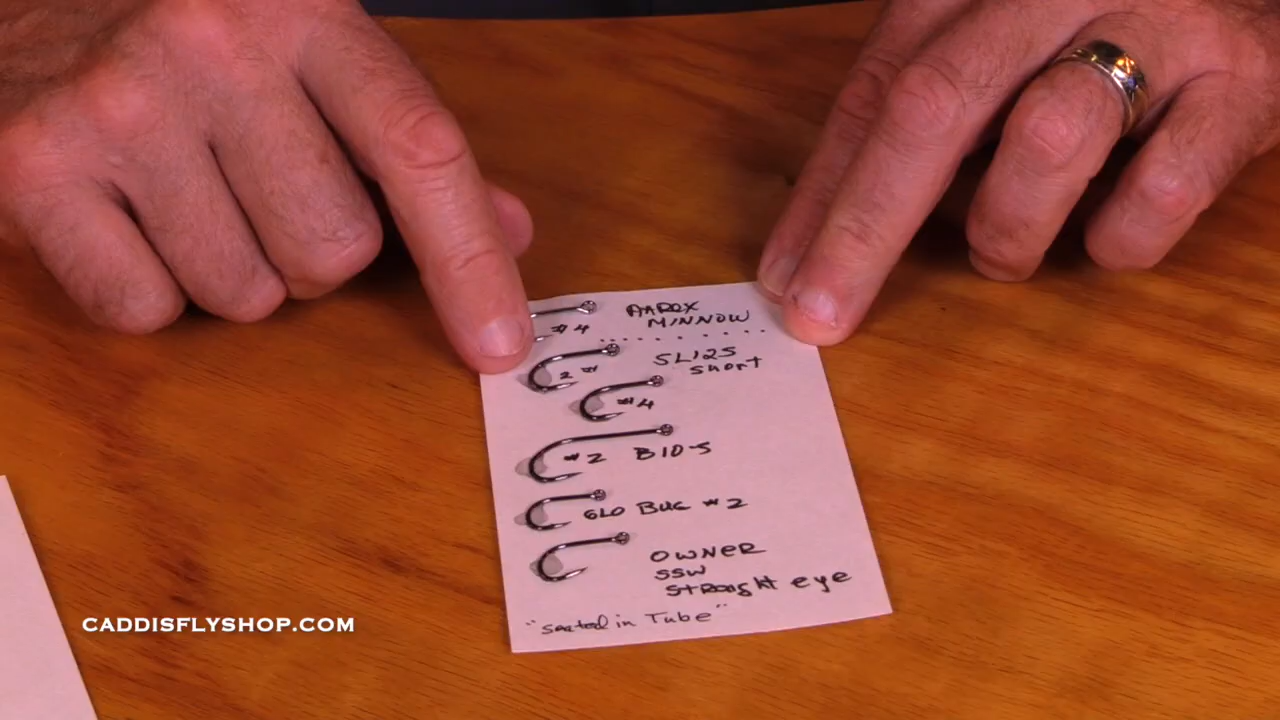 AAREX
MINNOW
#4
SL12S
short
2 #
#4
#2 B10-S
GLO BUG #2
OWNER
SSW
Straight eye
"seated in Tube"
CADDISFLYSHOP.COM